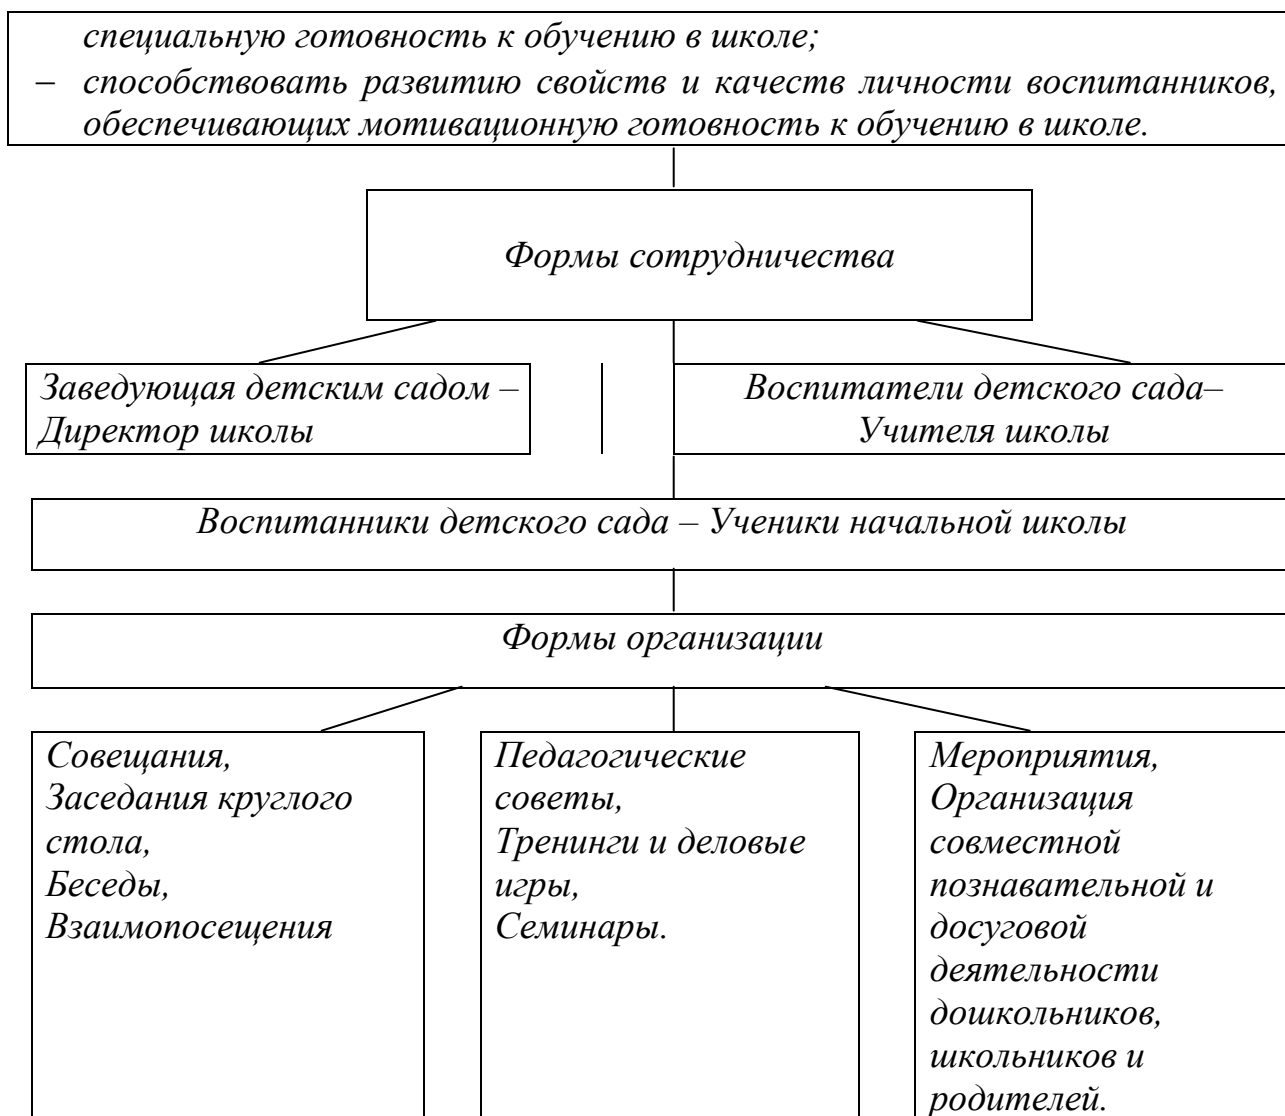 специальную готовность к обучению в школе;
– способствовать развитию свойств и качеств личности воспитанников,
обеспечивающих мотивационную готовность к обучению в школе.
Формы сотрудничества
Заведующая детским садом –
Директор школы
Воспитатели детского сада–
Учителя школы
Воспитанники детского сада – Ученики начальной школы
Формы организации
Совещания,
Заседания круглого
стола,
Беседы,
Взаимопосещения
Педагогические
советы,
Тренинги и деловые
игры,
Семинары.
Мероприятия,
Организация
совместной
познавательной и
досуговой
деятельности
дошкольников,
школьников и
родителей.